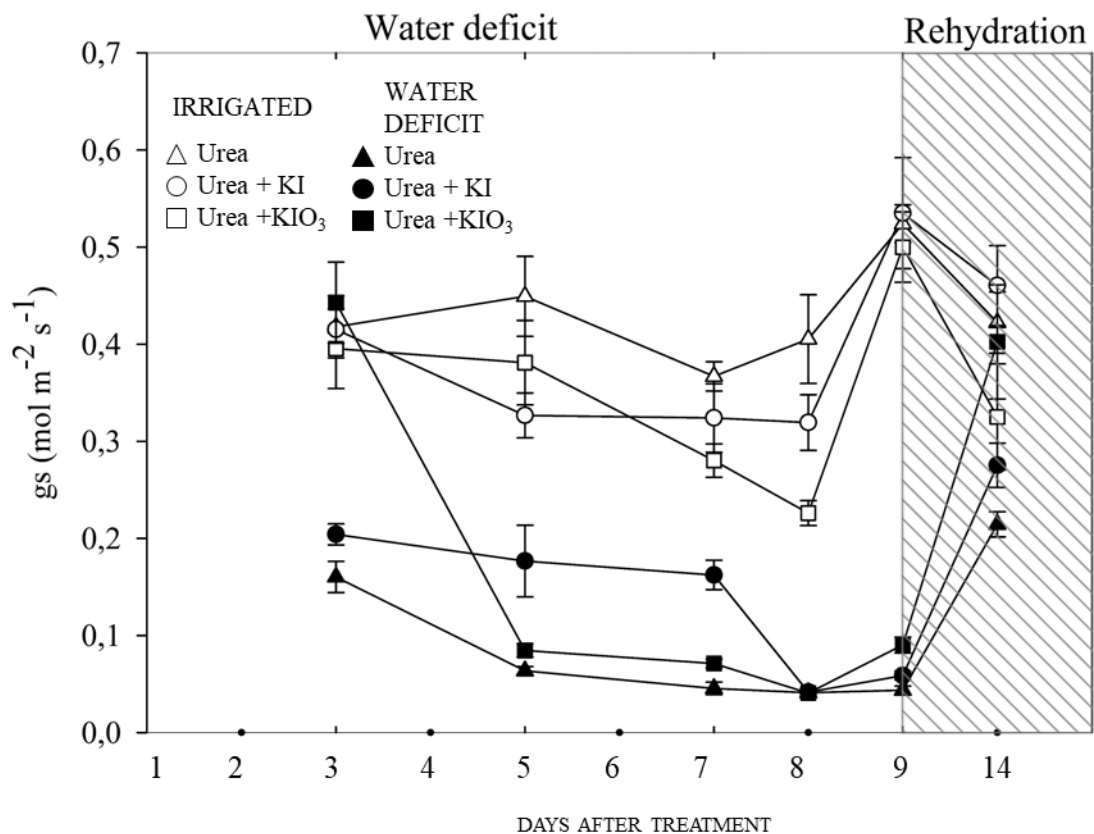 Water deficit
Rehydration
0,7
0,6
0,5
0,4
0,3
0,2
0,1
0,0
gs (mol m⁻² s⁻¹)
IRRIGATED
Urea
Urea + KI
Urea +KIO₃
WATER
DEFICIT
Urea
Urea + KI
Urea +KIO₃
1 2 3 4 5 6 7 8 9 14
DAYS AFTER TREATMENT